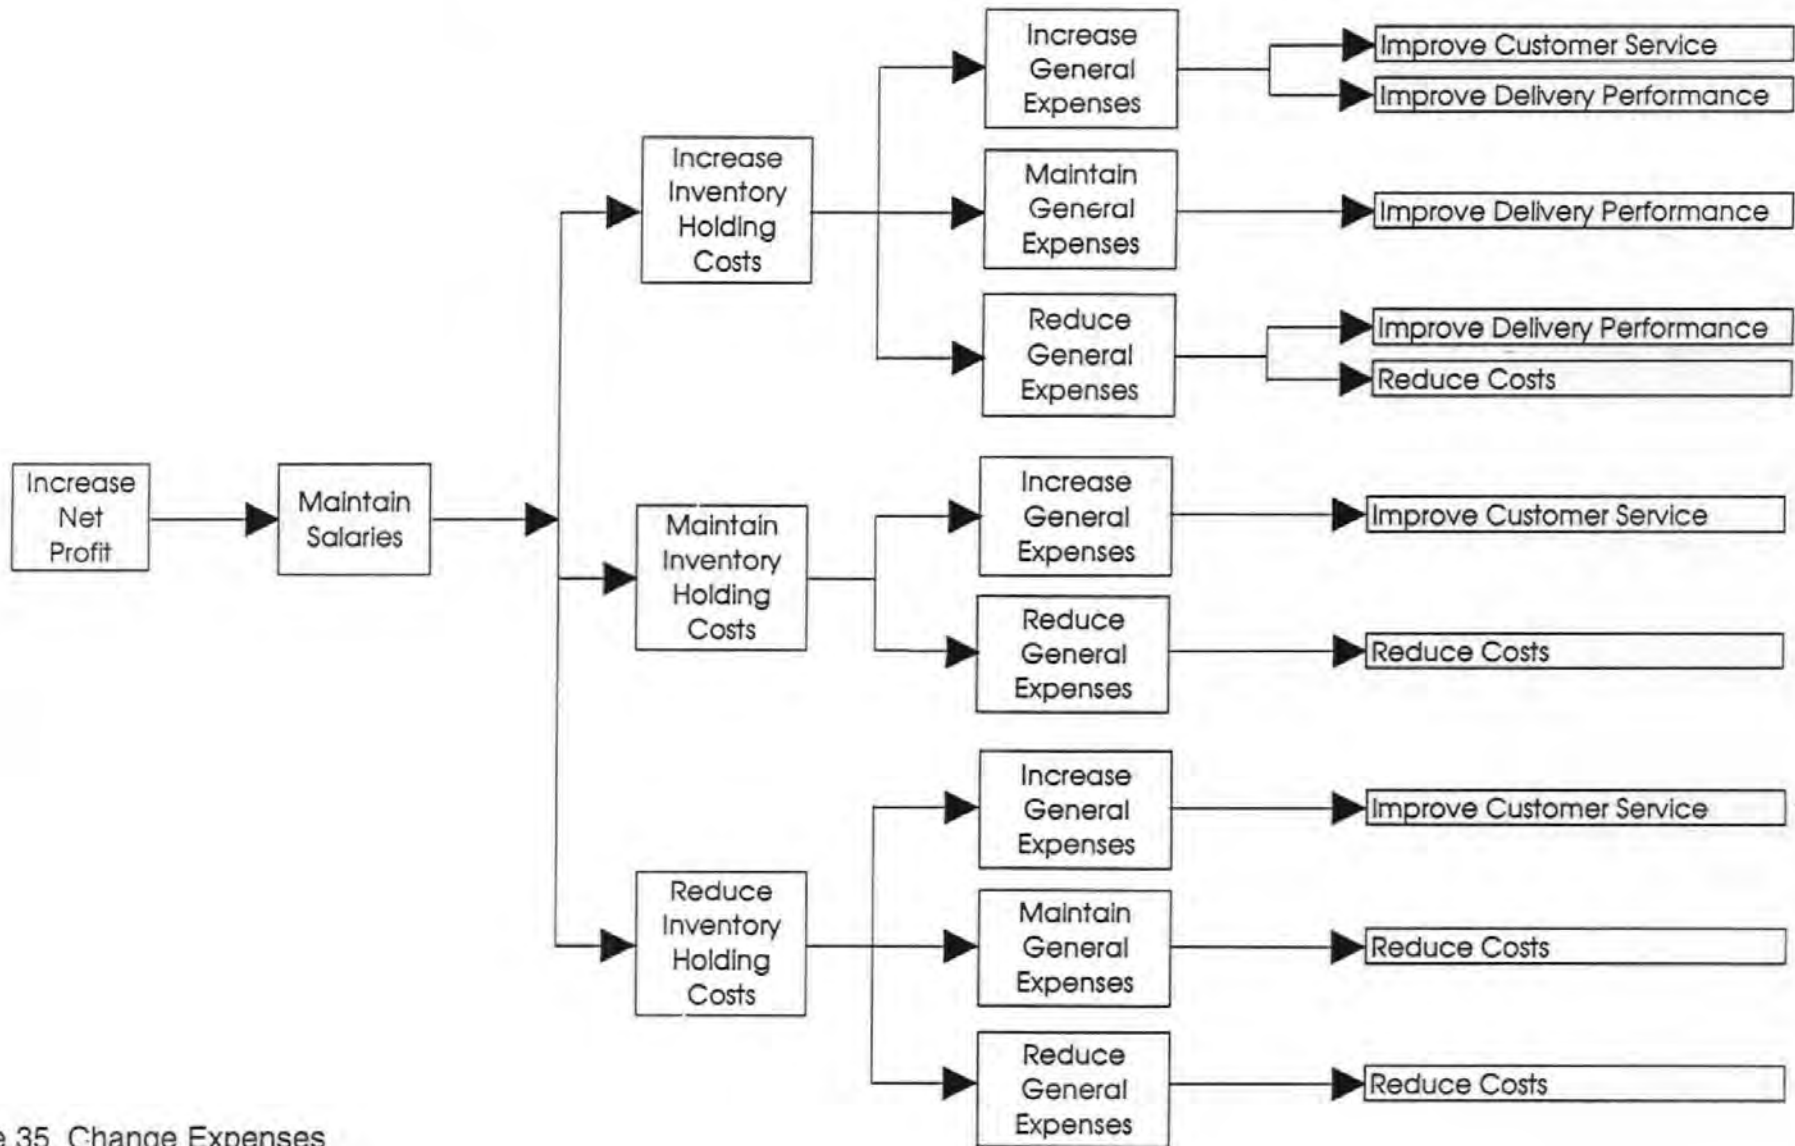 Increase
Net
Profit
Maintain
Salaries
Increase
Inventory
Holding
Costs
Increase
General
Expenses
Improve Customer Service
Improve Delivery Performance
Maintain
General
Expenses
Improve Delivery Performance
Reduce
General
Expenses
Improve Delivery Performance
Reduce Costs
Maintain
Inventory
Holding
Costs
Increase
General
Expenses
Improve Customer Service
Reduce
General
Expenses
Reduce Costs
Reduce
Inventory
Holding
Costs
Increase
General
Expenses
Improve Customer Service
Maintain
General
Expenses
Reduce Costs
Reduce
General
Expenses
Reduce Costs
35 Change Expenses